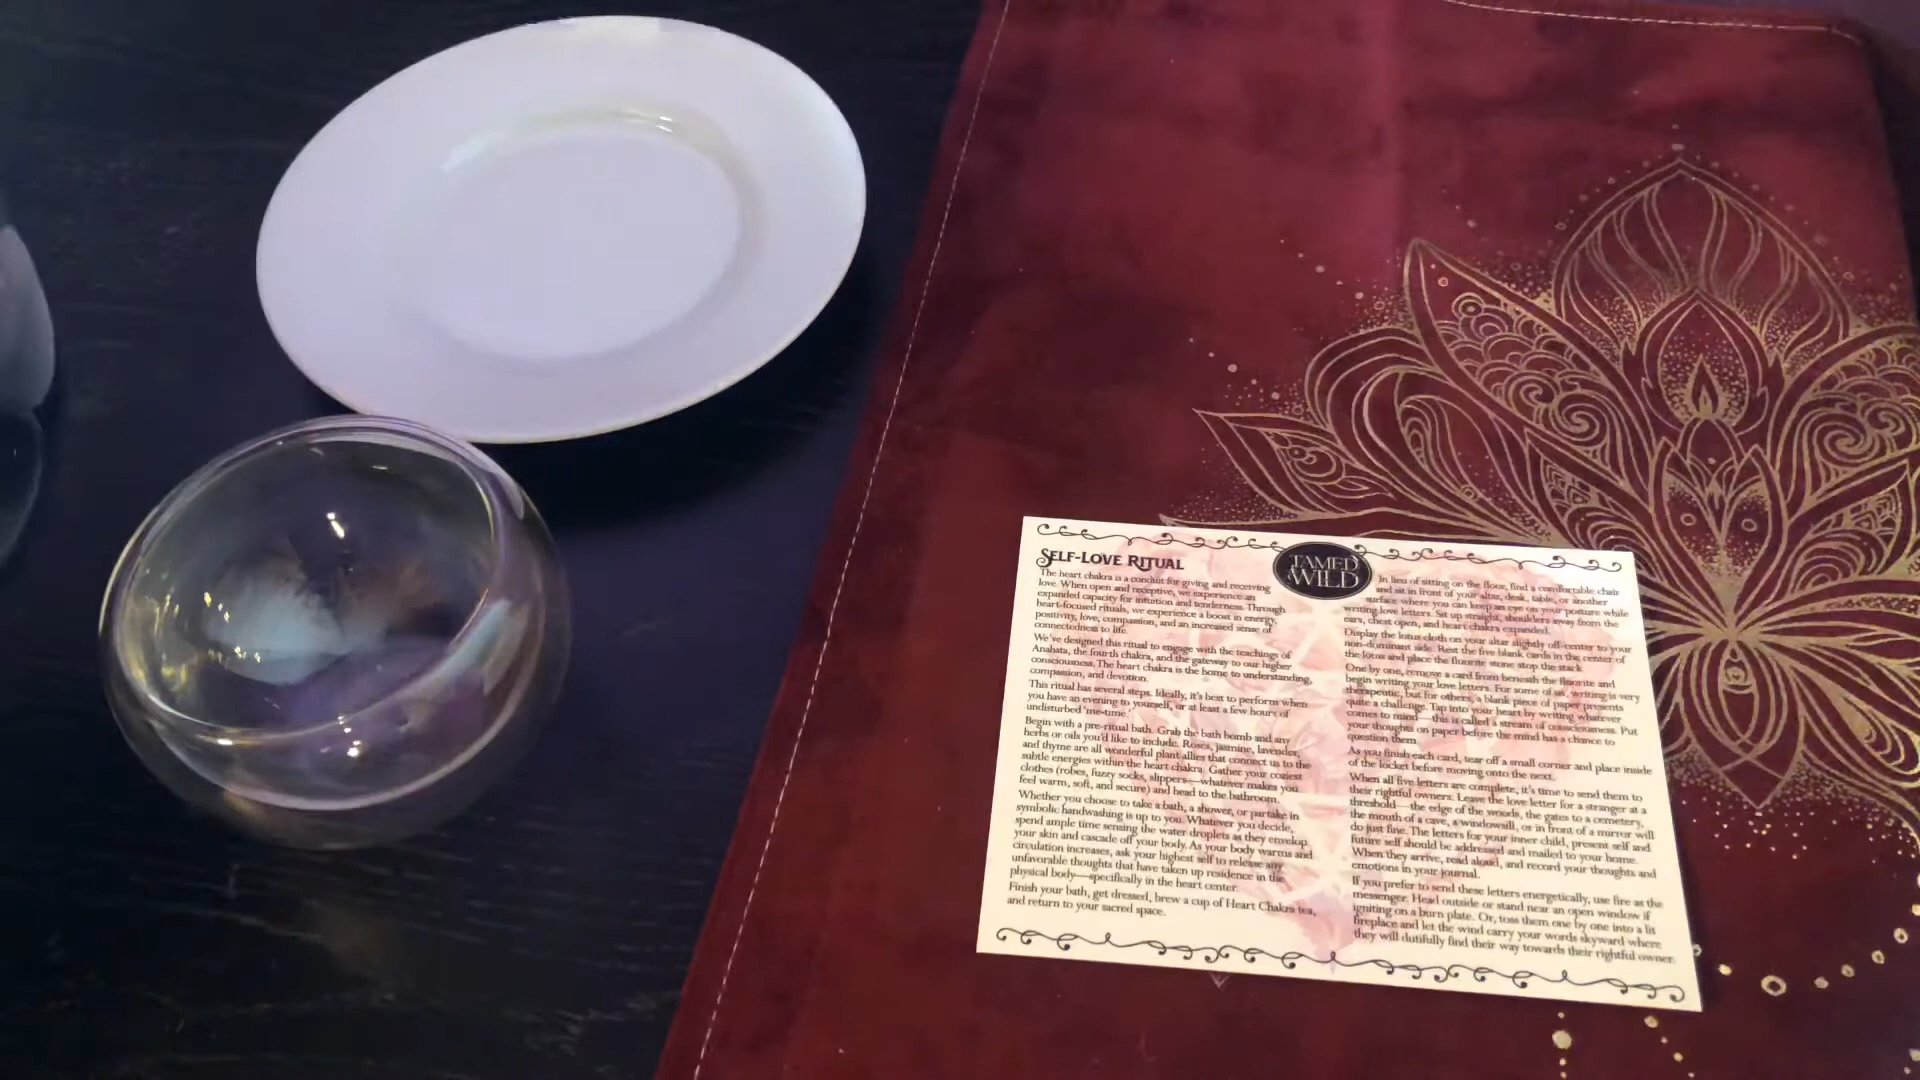 SELF-LOVE RITUAL
The heart chakra is a conduit for giving and receiving
love. When open and receptive, we experience an
expanded capacity for intuition and tenderness. Through
heart-focused rituals, we experience a boost in energy,
positivity, love, compassion, and an increased sense of
connectedness to life.
We've designed this ritual to engage with the teachings of
Anahata, the fourth chakra, and the gateway to our higher
consciousness. The heart chakra is the home to understanding,
compassion, and devotion.
This ritual has several steps. Ideally, it's best to perform when
you have an evening to yourself, or at least a few hours of
undisturbed 'me-time.'
Begin with a pre-ritual bath. Grab the bath bomb and any
herbs or oils you'd like to include. Roses, jasmine, lavender,
and thyme are all wonderful plant allies that connect us to the
subtle energies within the heart chakra. Gather your coziest
clothes (robes, fuzzy socks, slippers—whatever makes you
feel warm, soft, and secure) and head to the bathroom.
Whether you choose to take a bath, a shower, or partake in
symbolic handwashing is up to you. Whatever you decide,
spend ample time sensing the water droplets as they envelop
your skin and cascade off your body. As your body warms and
circulation increases, ask your highest self to release any
unfavorable thoughts that have taken up residence in the
physical body—specifically in the heart center.
Finish your bath, get dressed, brew a cup of Heart Chakra tea,
and return to your sacred space.
TAMED
& WILD
In lieu of sitting on the floor, find a comfortable chair
and sit in front of your altar, desk, table, or another
surface where you can keep an eye on your posture while
writing love letters. Sit up straight, shoulders away from the
ears, chest open, and heart chakra expanded.
Display the lotus cloth on your altar slightly off-center to your
non-dominant side. Rest the five blank cards in the center of
the lotus and place the fluorite stone atop the stack.
One by one, remove a card from beneath the fluorite and
begin writing your love letters. For some of us, writing is very
therapeutic, but for others, a blank piece of paper presents
quite a challenge. Tap into your heart by writing whatever
comes to mind—this is called a stream of consciousness. Put
your thoughts on paper before the mind has a chance to
question them.
As you finish each card, tear off a small corner and place inside
of the locket before moving onto the next.
When all five letters are complete, it's time to send them to
their rightful owners. Leave the love letter for a stranger at a
threshold—the edge of the woods, the gates to a cemetery,
the mouth of a cave, a windowsill, or in front of a mirror will
do just fine. The letters for your inner child, present self and
future self should be addressed and mailed to your home.
When they arrive, read aloud, and record your thoughts and
emotions in your journal.
If you prefer to send these letters energetically, use fire as the
messenger. Head outside or stand near an open window if
igniting on a burn plate. Or, toss them one by one into a lit
fireplace and let the wind carry your words skyward where
they will dutifully find their way towards their rightful owner.